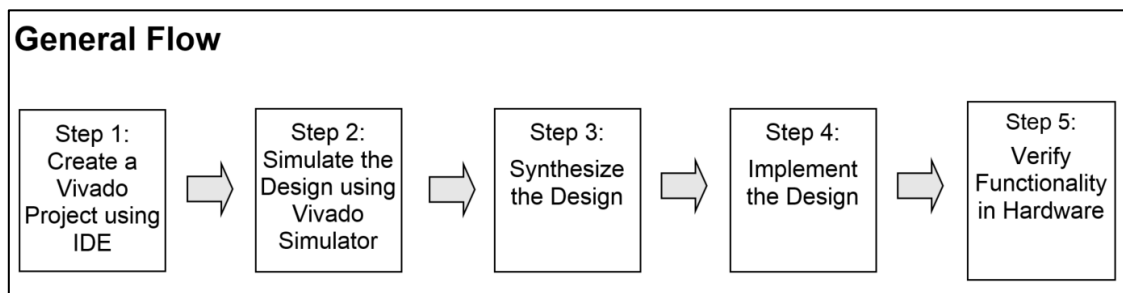 General Flow
Step 1:
Create a
Vivado
Project using
IDE
Step 2:
Simulate the
Design using
Vivado
Simulator
Step 3:
Synthesize
the Design
Step 4:
Implement
the Design
Step 5:
Verify
Functionality
in Hardware